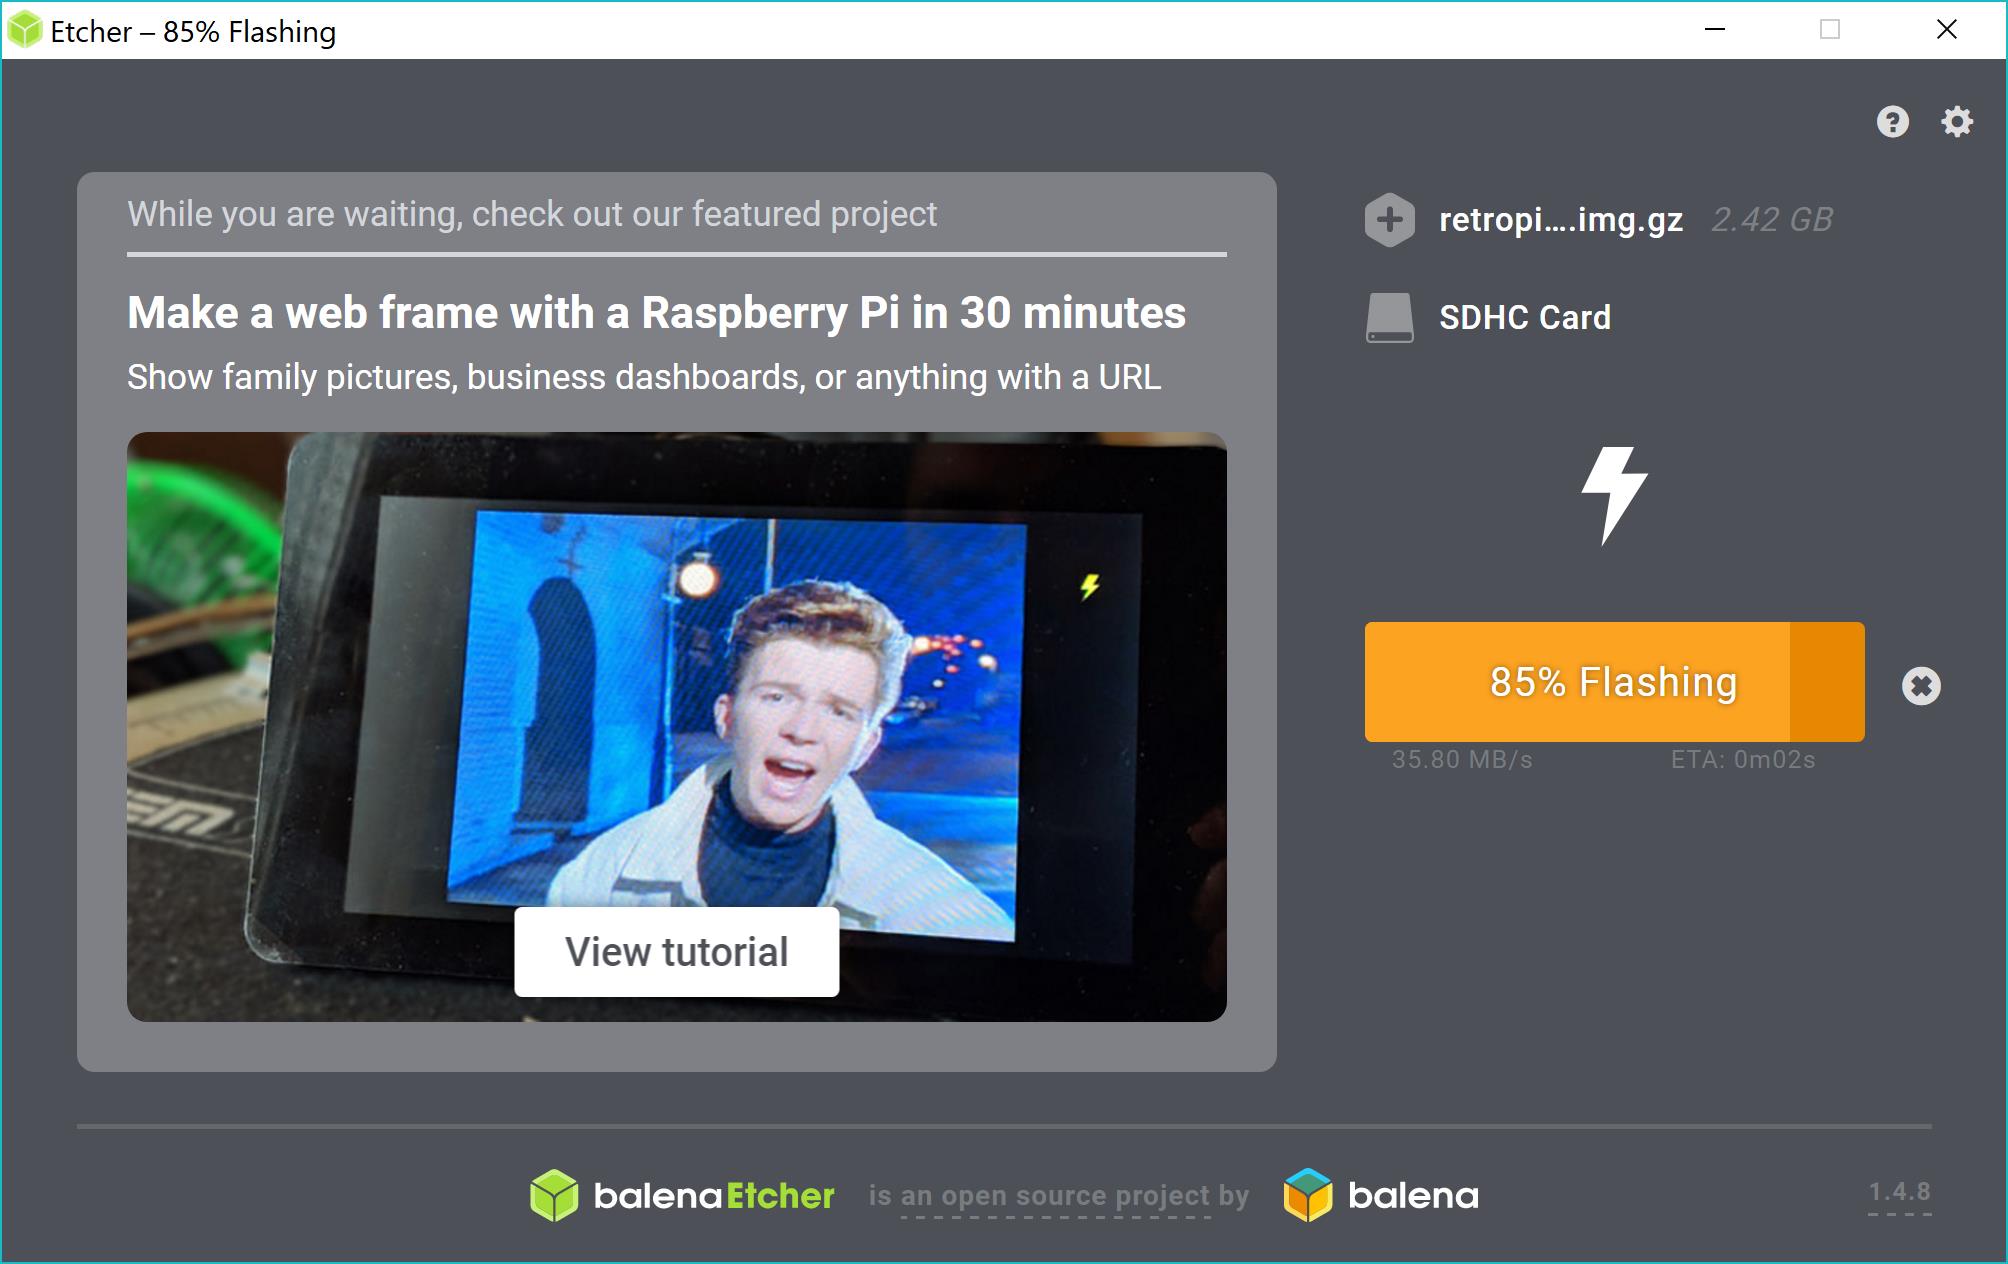 Etcher – 85% Flashing
While you are waiting, check out our featured project
Make a web frame with a Raspberry Pi in 30 minutes
Show family pictures, business dashboards, or anything with a URL
View tutorial
retropi....img.gz 2.42 GB
SDHC Card
85% Flashing
35.80 MB/s ETA: 0m02s
balenaEtcher is an open source project by balena
1.4.8